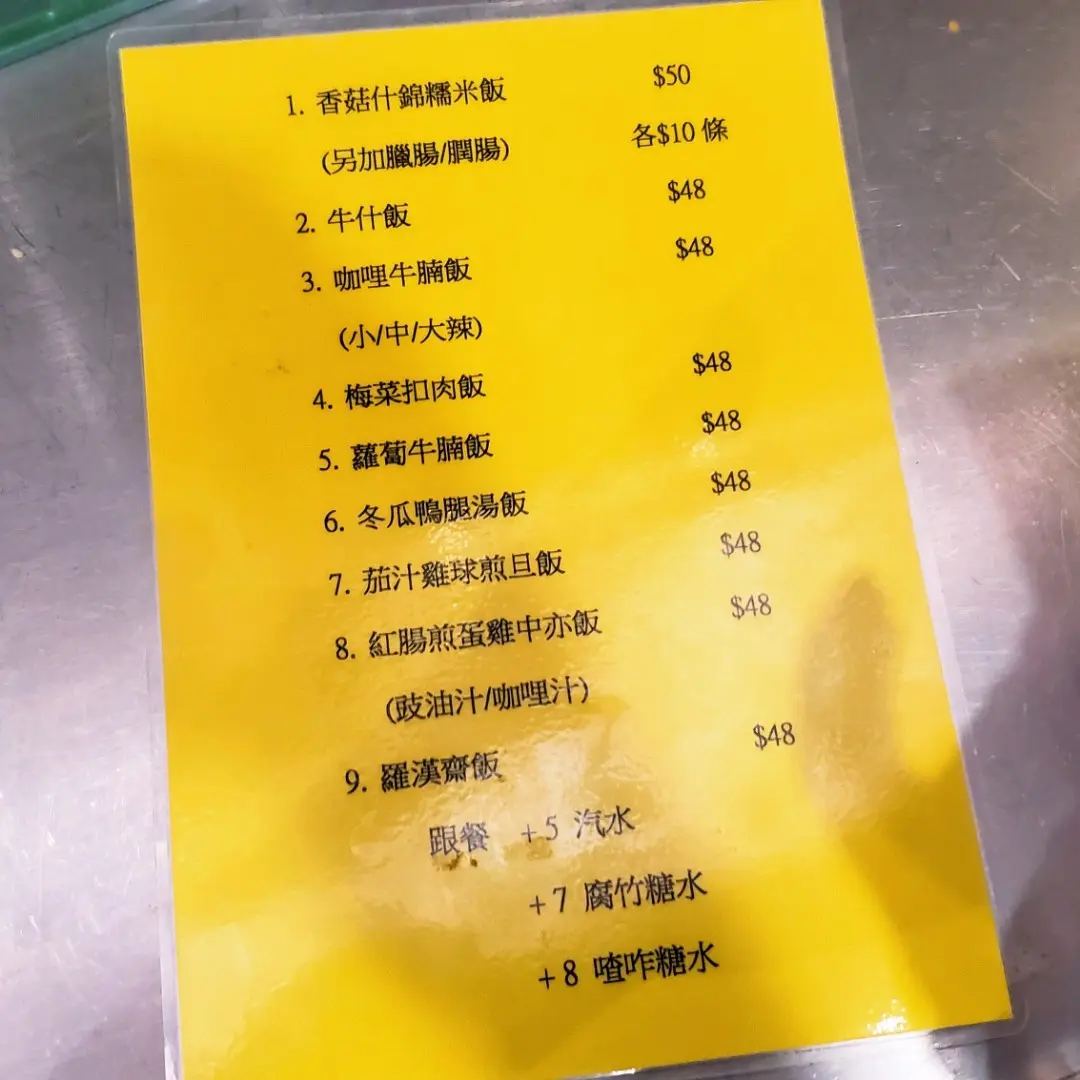 1. 香菇什錦糯米飯 $50
(另加臘腸/膶腸) 各$10 條
2. 牛什飯 $48
3. 咖哩牛腩飯 $48
(小/中/大辣)
4. 梅菜扣肉飯 $48
5. 蘿蔔牛腩飯 $48
6. 冬瓜鴨腿湯飯 $48
7. 茄汁雞球煎旦飯 $48
8. 紅腸煎蛋雞中亦飯 $48
(豉油汁/咖哩汁)
9. 羅漢齋飯 $48
跟餐 +5 汽水
+7 腐竹糖水
+8 喳咋糖水